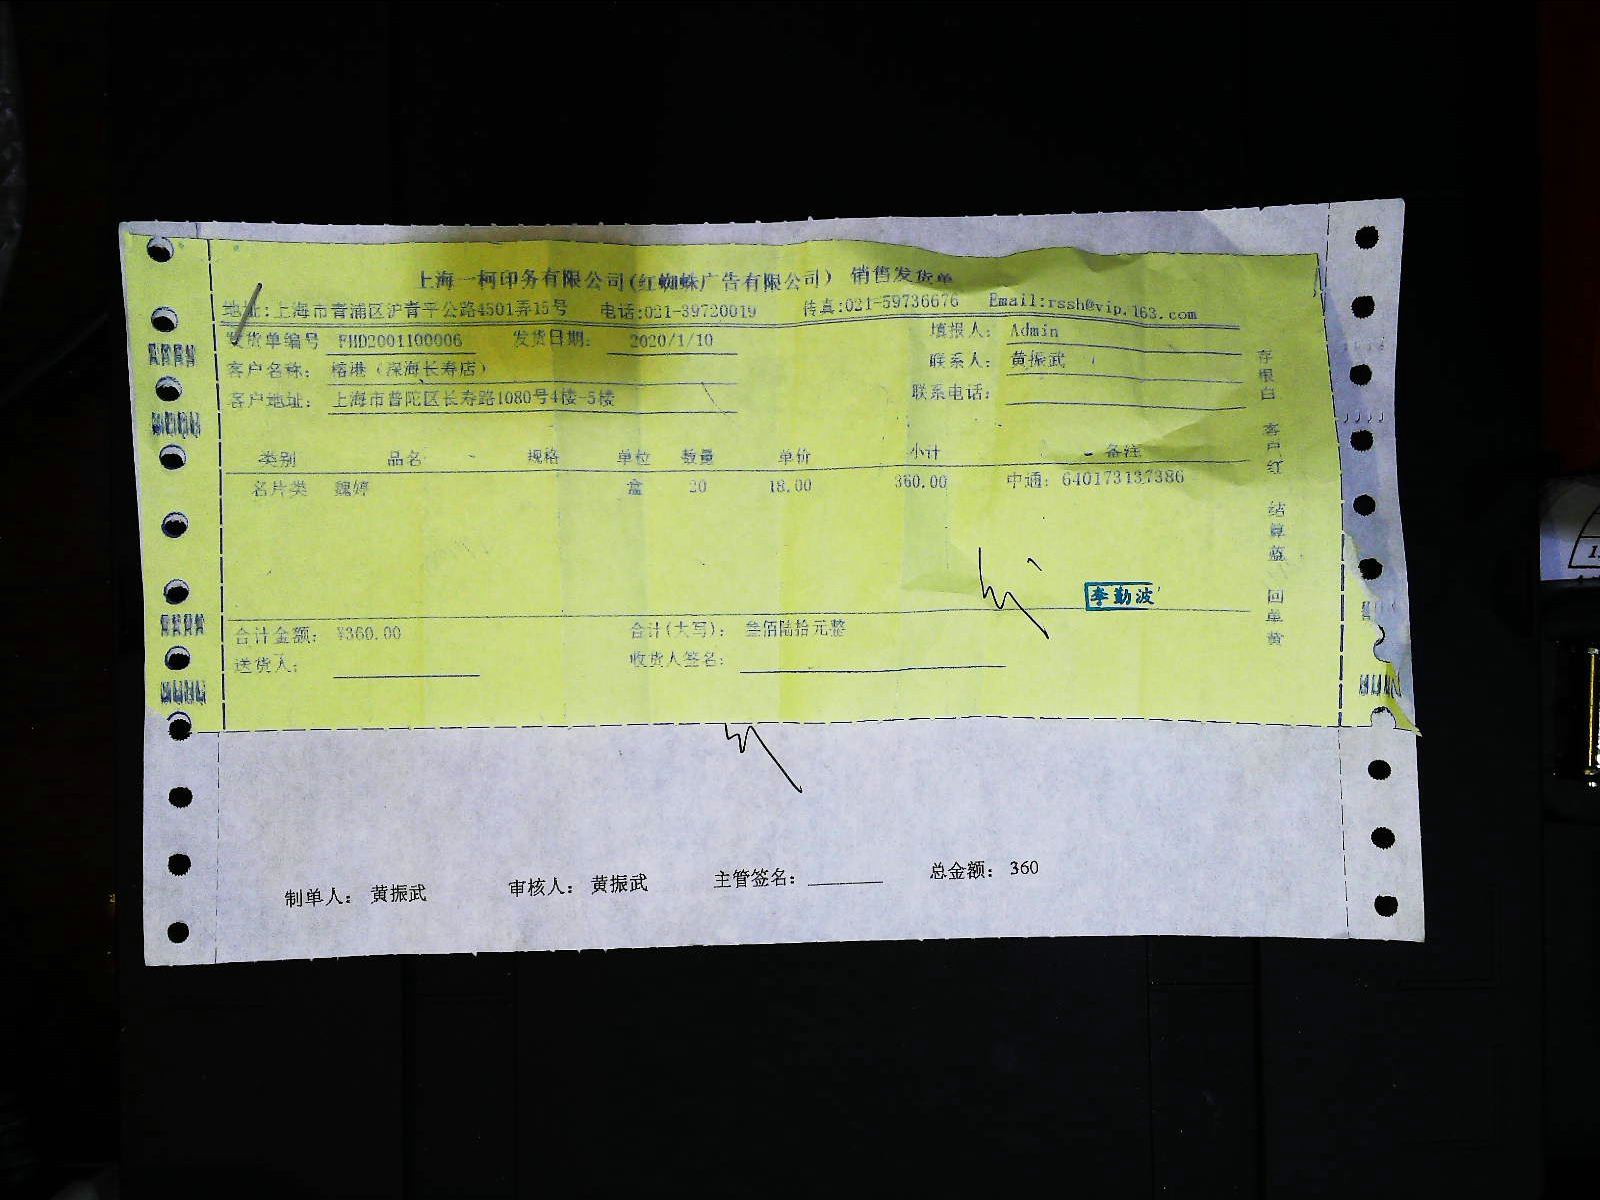 上海一柯印务有限公司(红蜘蛛广告有限公司) 销售发货单
地址:上海市青浦区沪青平公路4501弄15号 电话:021-39720019 传真:021-59736676 Email:rssh@vip.163.com
发货单编号 FHD2001100006 发货日期: 2020/1/10 填报人: Admin
客户名称: 榕港(深海长寿店) 联系人: 黄振武
客户地址: 上海市普陀区长寿路1080号4楼-5楼 联系电话:
类别 品名 规格 单位 数量 单价 小计 备注
名片类 魏婷 盒 20 18.00 360.00 中通: 640173137386
李勤波
合计金额: ¥360.00 合计(大写): 叁佰陆拾元整
送货人: 收货人签名:
存根白 客户红 结算蓝 回单黄
制单人: 黄振武 审核人: 黄振武 主管签名: 总金额: 360